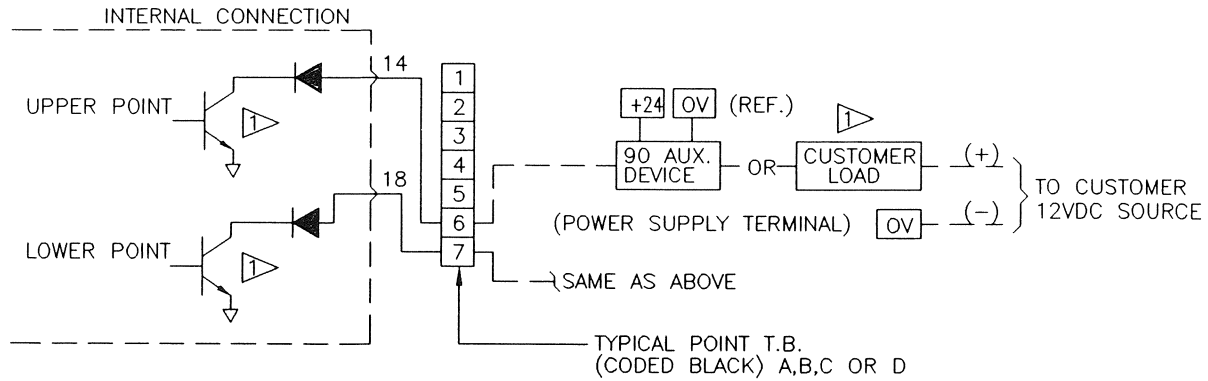 INTERNAL CONNECTION
14
1
UPPER POINT
1
2
+24
0V
(REF.)
1
3
4
90 AUX.
DEVICE
OR
CUSTOMER
LOAD
(+)
18
5
TO CUSTOMER
12VDC SOURCE
6
(POWER SUPPLY TERMINAL)
0V
(-)
LOWER POINT
1
7
SAME AS ABOVE
TYPICAL POINT T.B.
(CODED BLACK) A,B,C OR D